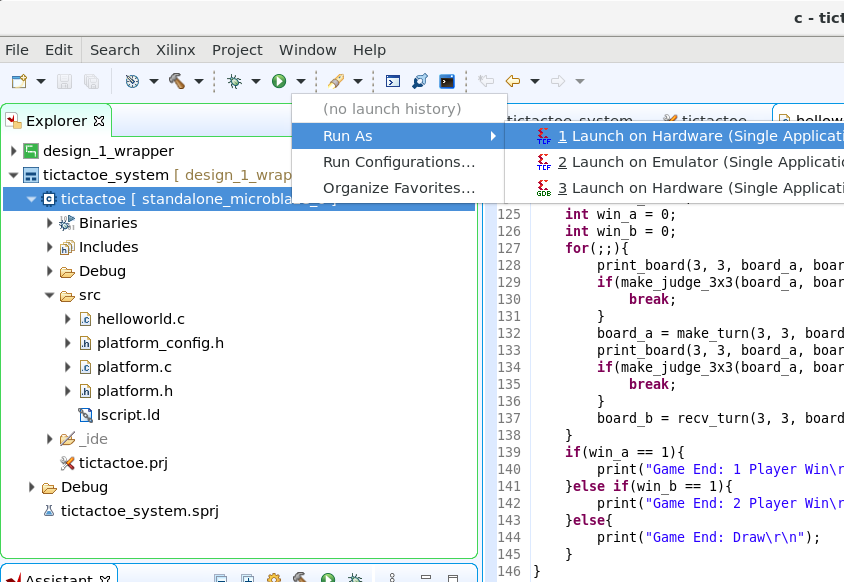 c - tict
File Edit Search Xilinx Project Window Help
(no launch history)
Run As
Run Configurations...
Organize Favorites...
1 Launch on Hardware (Single Applicati
2 Launch on Emulator (Single Applicatio
3 Launch on Hardware (Single Applicati
Explorer
design_1_wrapper
tictactoe_system [ design_1_wrap
tictactoe [ standalone_microblaze_
Binaries
Includes
Debug
src
helloworld.c
platform_config.h
platform.c
platform.h
lscript.ld
_ide
tictactoe.prj
Debug
tictactoe_system.sprj
Assistant
tictactoe_system
tictactoe
125 int win_a = 0;
126 int win_b = 0;
127 for(;;){
128 print_board(3, 3, board_a, boar
129 if(make_judge_3x3(board_a, boar
130 break;
131 }
132 board_a = make_turn(3, 3, board
133 print_board(3, 3, board_a, boar
134 if(make_judge_3x3(board_a, boar
135 break;
136 }
137 board_b = recv_turn(3, 3, board
138 }
139 if(win_a == 1){
140 print("Game End: 1 Player Win\r
141 }else if(win_b == 1){
142 print("Game End: 2 Player Win\r
143 }else{
144 print("Game End: Draw\r\n");
145 }
146 }